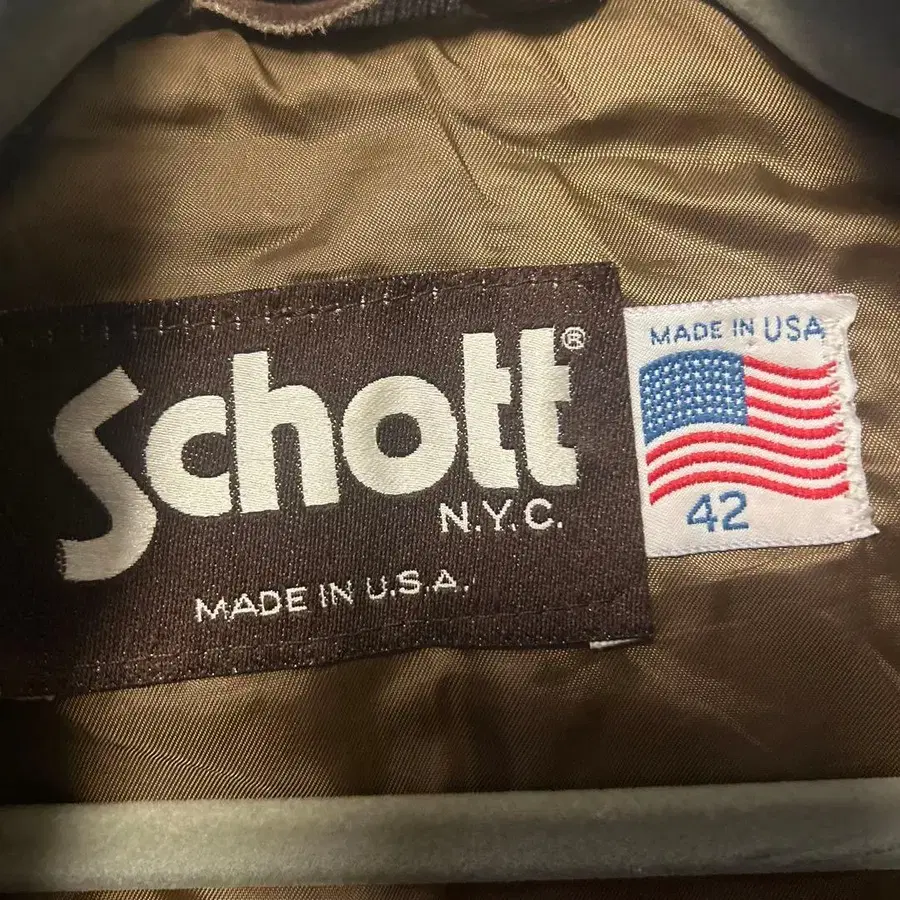 Schott®
N.Y.C.
MADE IN U.S.A.
MADE IN USA
42